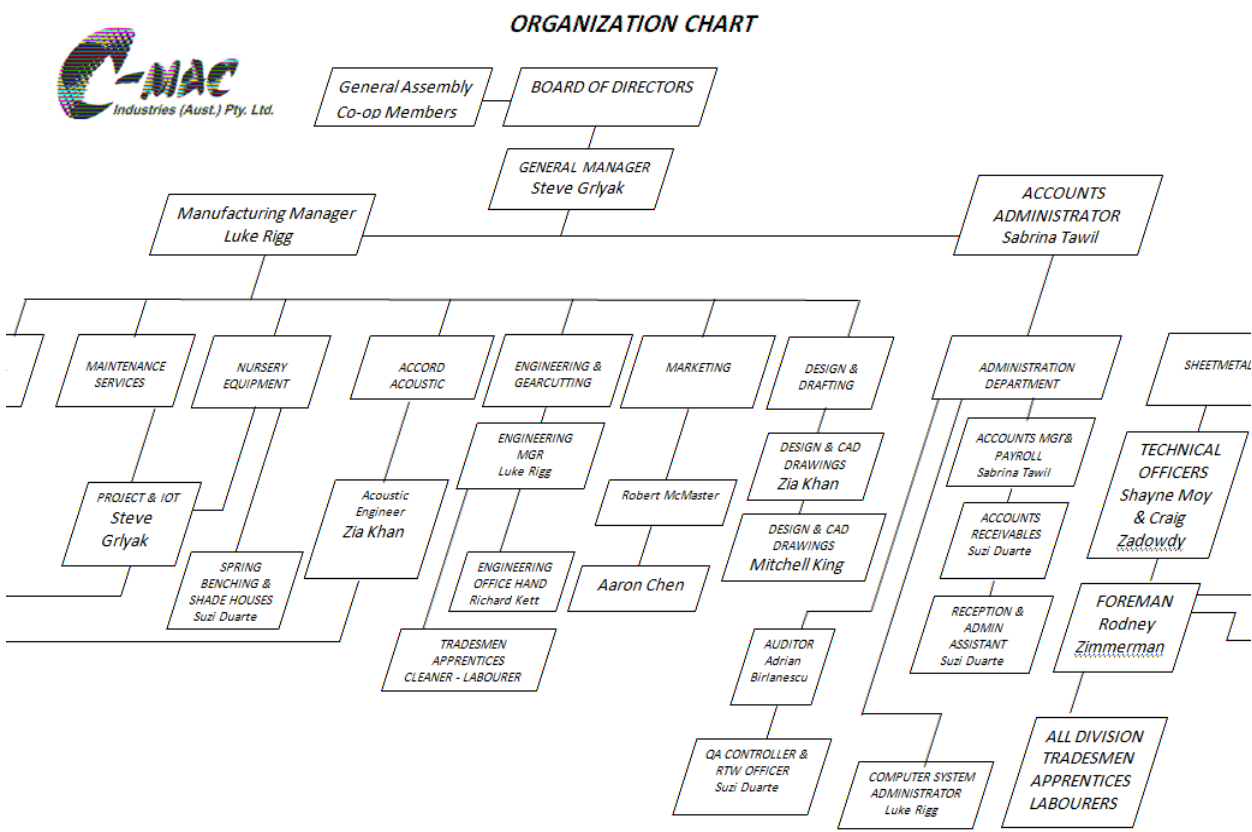 ORGANIZATION CHART
C-MAC
Industries (Aust.) Pty. Ltd.
General Assembly
Co-op Members
BOARD OF DIRECTORS
GENERAL MANAGER
Steve Grlyak
Manufacturing Manager
Luke Rigg
ACCOUNTS
ADMINISTRATOR
Sabrina Tawil
MAINTENANCE
SERVICES
NURSERY
EQUIPMENT
ACCORD
ACOUSTIC
ENGINEERING &
GEARCUTTING
MARKETING
DESIGN &
DRAFTING
ADMINISTRATION
DEPARTMENT
SHEETMETAL
PROJECT & IOT
Steve
Grlyak
SPRING
BENCHING &
SHADE HOUSES
Suzi Duarte
Acoustic
Engineer
Zia Khan
ENGINEERING
MGR
Luke Rigg
ENGINEERING
OFFICE HAND
Richard Kett
TRADESMEN
APPRENTICES
CLEANER - LABOURER
Robert McMaster
Aaron Chen
DESIGN & CAD
DRAWINGS
Zia Khan
DESIGN & CAD
DRAWINGS
Mitchell King
AUDITOR
Adrian
Birlanescu
QA CONTROLLER &
RTW OFFICER
Suzi Duarte
ACCOUNTS MGr&
PAYROLL
Sabrina Tawil
ACCOUNTS
RECEIVABLES
Suzi Duarte
RECEPTION &
ADMIN
ASSISTANT
Suzi Duarte
COMPUTER SYSTEM
ADMINISTRATOR
Luke Rigg
TECHNICAL
OFFICERS
Shayne Moy
& Craig
Zadowdy
FOREMAN
Rodney
Zimmerman
ALL DIVISION
TRADESMEN
APPRENTICES
LABOURERS